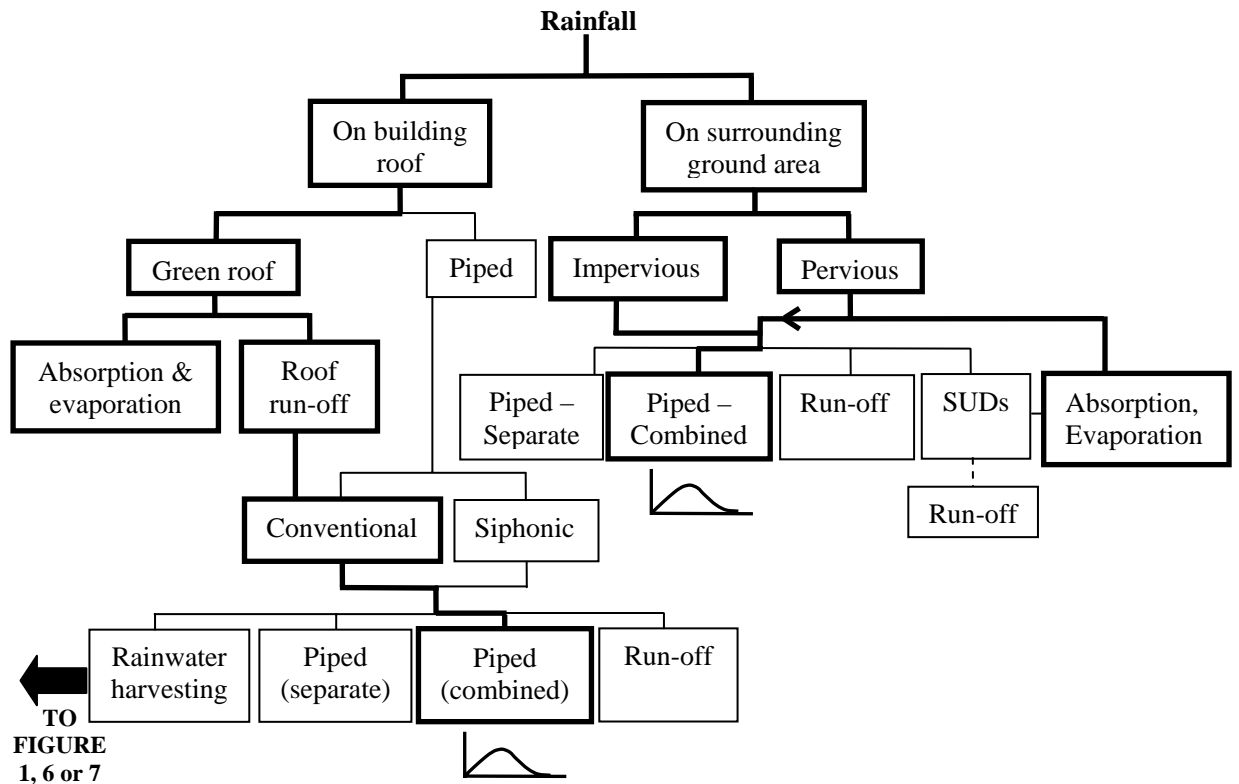 Rainfall
On building
roof
On surrounding
ground area
Green roof
Piped
Impervious
Pervious
Absorption &
evaporation
Roof
run-off
Piped –
Separate
Piped –
Combined
Run-off
SUDs
Absorption,
Evaporation
Run-off
Conventional
Siphonic
Rainwater
harvesting
Piped
(separate)
Piped
(combined)
Run-off
TO
FIGURE
1, 6 or 7